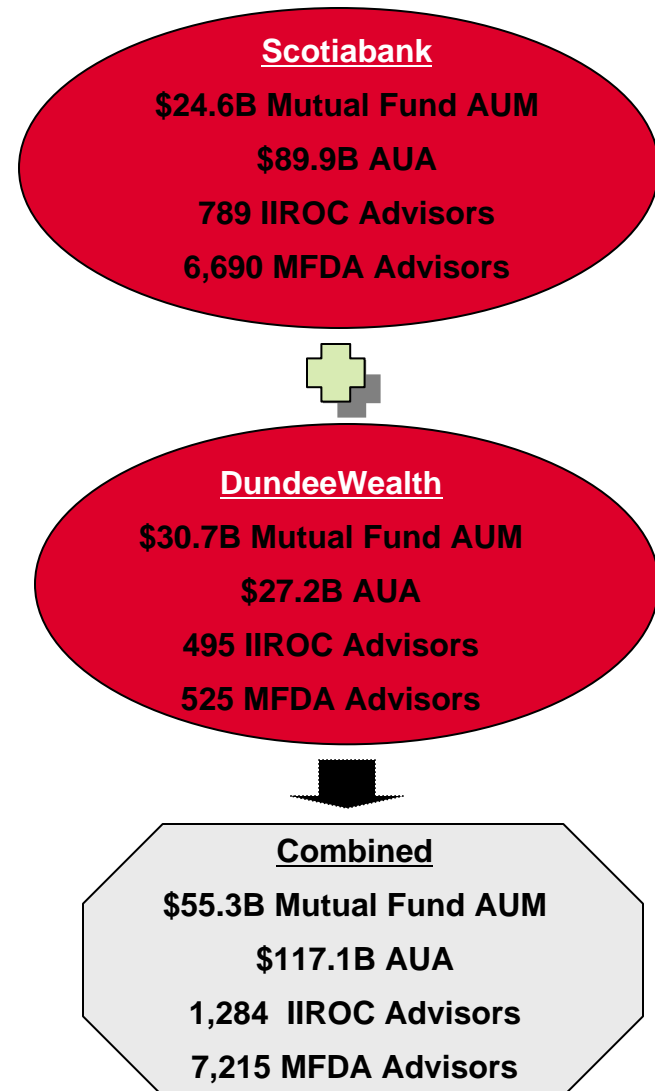 Scotiabank
$24.6B Mutual Fund AUM
$89.9B AUA
789 IIROC Advisors
6,690 MFDA Advisors
DundeeWealth
$30.7B Mutual Fund AUM
$27.2B AUA
495 IIROC Advisors
525 MFDA Advisors
Combined
$55.3B Mutual Fund AUM
$117.1B AUA
1,284 IIROC Advisors
7,215 MFDA Advisors